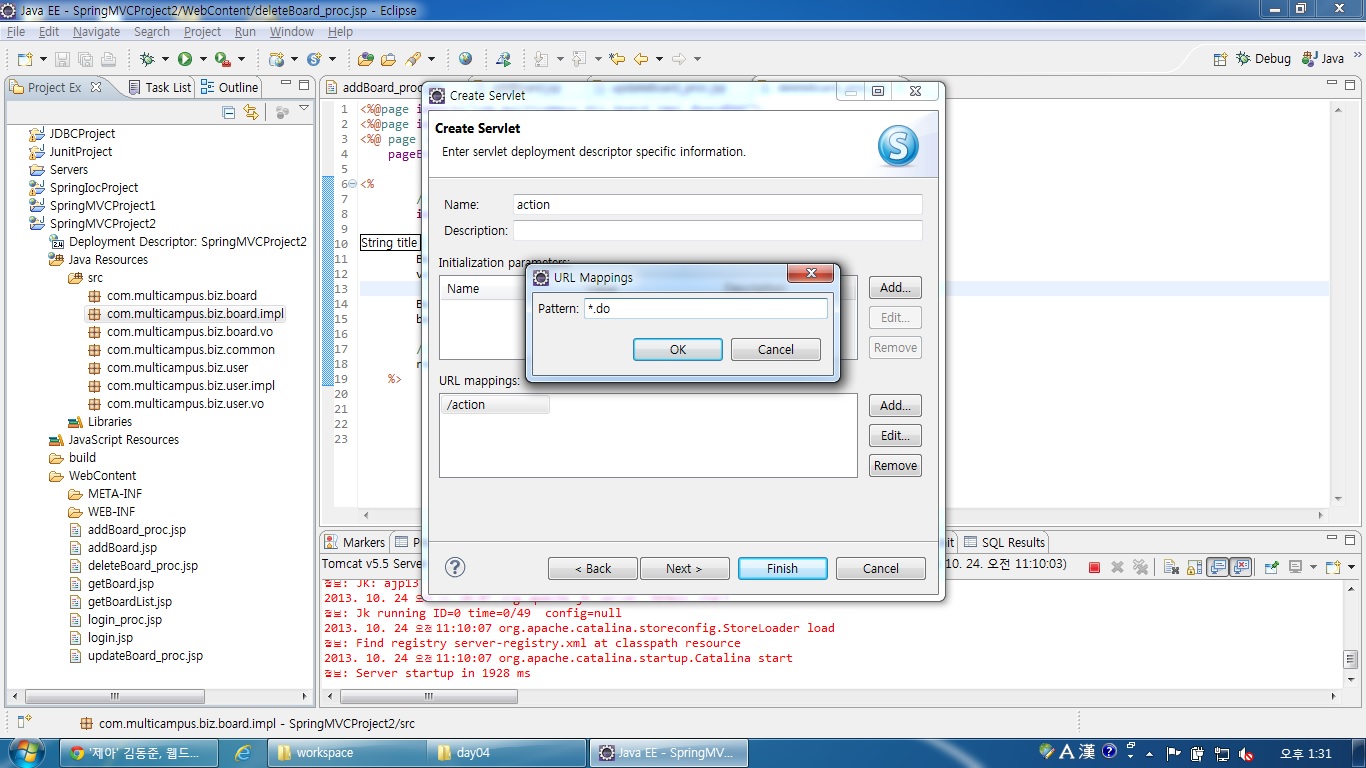 Java EE - SpringMVCProject2/WebContent/deleteBoard_proc.jsp - Eclipse
File Edit Navigate Search Project Run Window Help
Debug Java
Project Ex Task List Outline
JDBCProject
JunitProject
Servers
SpringIocProject
SpringMVCProject1
SpringMVCProject2
Deployment Descriptor: SpringMVCProject2
Java Resources
src
com.multicampus.biz.board
com.multicampus.biz.board.impl
com.multicampus.biz.board.vo
com.multicampus.biz.common
com.multicampus.biz.user
com.multicampus.biz.user.impl
com.multicampus.biz.user.vo
Libraries
JavaScript Resources
build
WebContent
META-INF
WEB-INF
addBoard_proc.jsp
addBoard.jsp
deleteBoard_proc.jsp
getBoard.jsp
getBoardList.jsp
login_proc.jsp
login.jsp
updateBoard_proc.jsp
addBoard_proc
1 <%@page i
2 <%@page i
3 <%@ page
4 pageE
5
6 <%
7 /
8 i
9
10 String title
11 B
12 v
13
14 B
15 b
16
17 /
18 r
19 %>
20
21
22
23
Create Servlet
Create Servlet
Enter servlet deployment descriptor specific information.
Name: action
Description:
Initialization parameters:
Name
Add...
Edit...
Remove
URL Mappings
Pattern: *.do
OK Cancel
URL mappings:
/action
Add...
Edit...
Remove
< Back Next > Finish Cancel
Markers P it SQL Results
Tomcat v5.5 Serve 10. 24. 오전 11:10:03)
정보: JK: ajp13
2013. 10. 24
정보: Jk running ID=0 time=0/49 config=null
2013. 10. 24 오전 11:10:07 org.apache.catalina.storeconfig.StoreLoader load
정보: Find registry server-registry.xml at classpath resource
2013. 10. 24 오전 11:10:07 org.apache.catalina.startup.Catalina start
정보: Server startup in 1928 ms
com.multicampus.biz.board.impl - SpringMVCProject2/src
'제아' 김동준, 웹드... workspace day04 Java EE - SpringMV... A 漢 오후 1:31